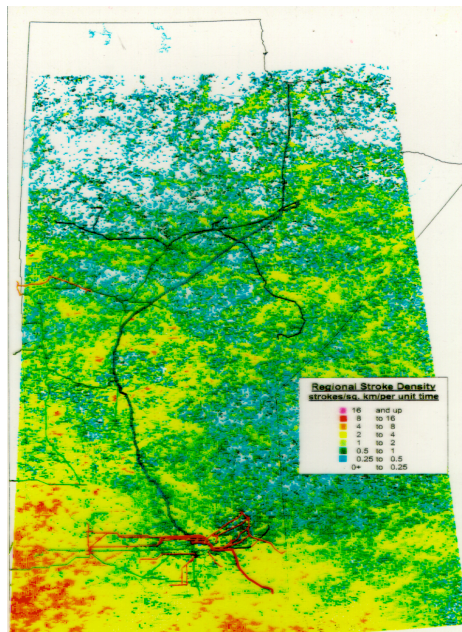 Regional Stroke Density
strokes/sq. km/per unit time
16 and up
8 to 16
4 to 8
2 to 4
1 to 2
0.5 to 1
0.25 to 0.5
0+ to 0.25